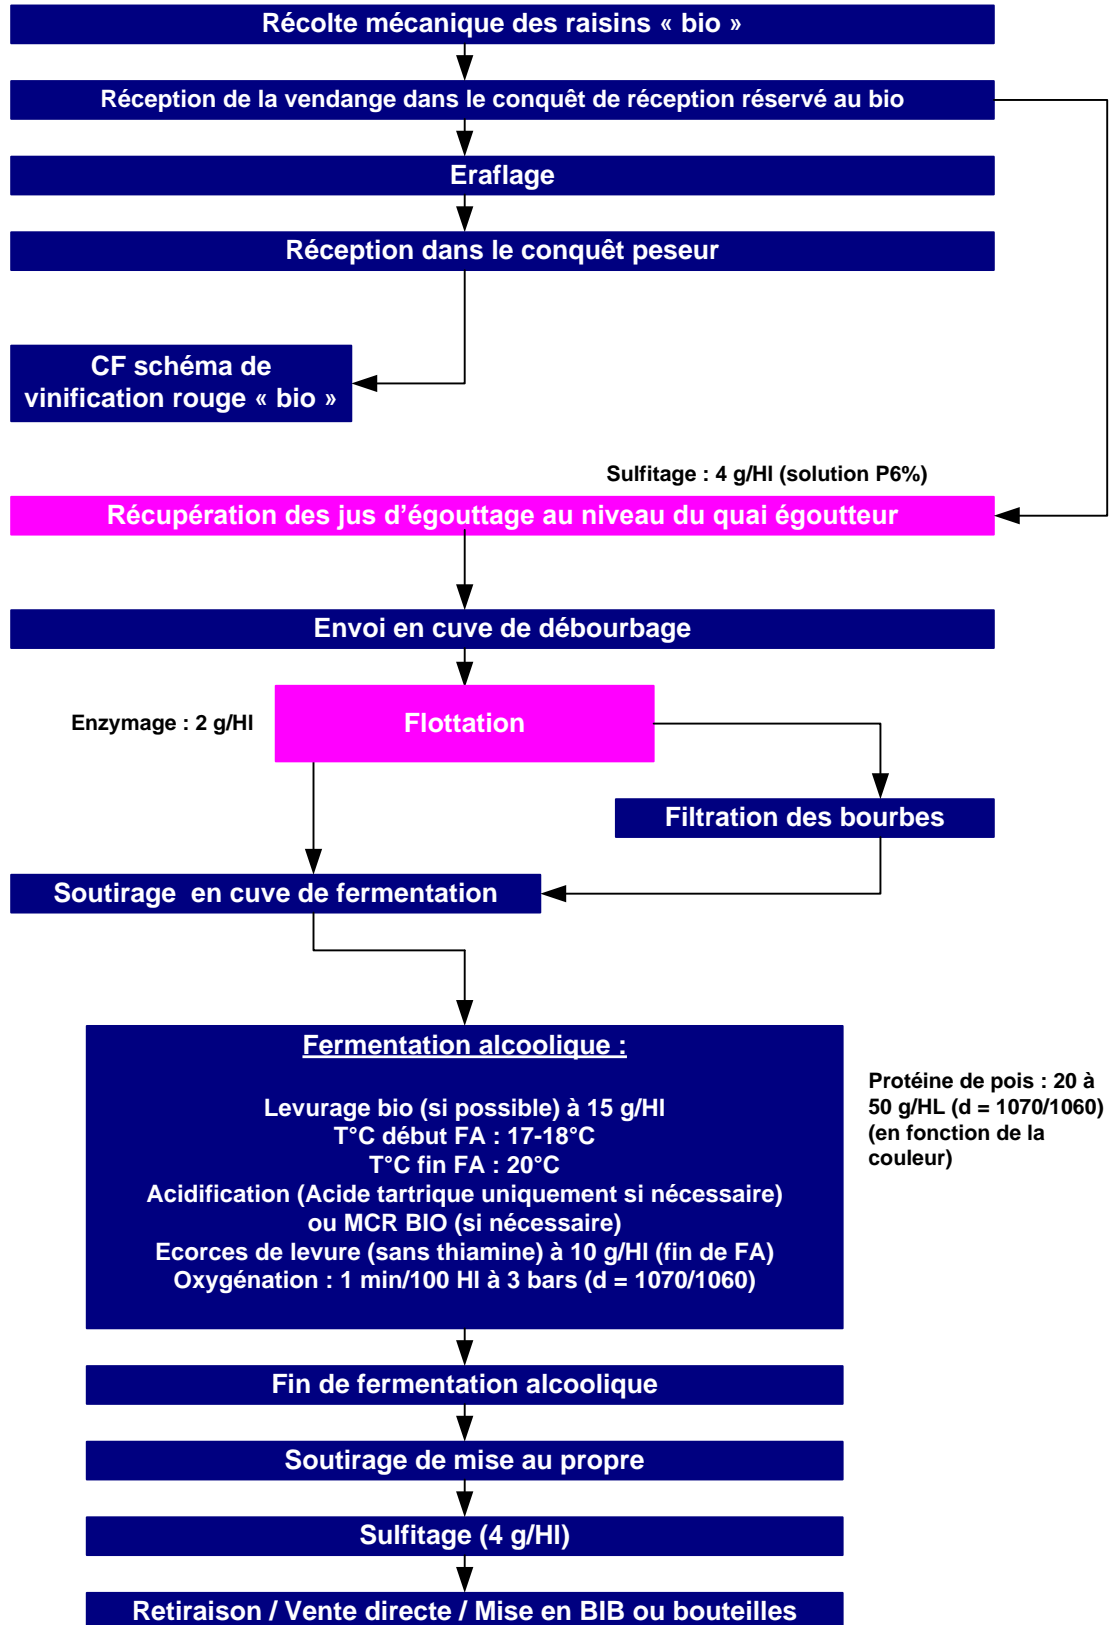 Récolte mécanique des raisins « bio »
Réception de la vendange dans le conquêt de réception réservé au bio
Eraflage
Réception dans le conquêt peseur
CF schéma de
vinification rouge « bio »
Sulfitage : 4 g/Hl (solution P6%)
Récupération des jus d'égouttage au niveau du quai égoutteur
Envoi en cuve de débourbage
Enzymage : 2 g/Hl
Flottation
Filtration des bourbes
Soutirage en cuve de fermentation
Fermentation alcoolique :
Levurage bio (si possible) à 15 g/Hl
T°C début FA : 17-18°C
T°C fin FA : 20°C
Acidification (Acide tartrique uniquement si nécessaire)
ou MCR BIO (si nécessaire)
Ecorces de levure (sans thiamine) à 10 g/Hl (fin de FA)
Oxygénation : 1 min/100 Hl à 3 bars (d = 1070/1060)
Protéine de pois : 20 à
50 g/HL (d = 1070/1060)
(en fonction de la
couleur)
Fin de fermentation alcoolique
Soutirage de mise au propre
Sulfitage (4 g/Hl)
Retiraison / Vente directe / Mise en BIB ou bouteilles